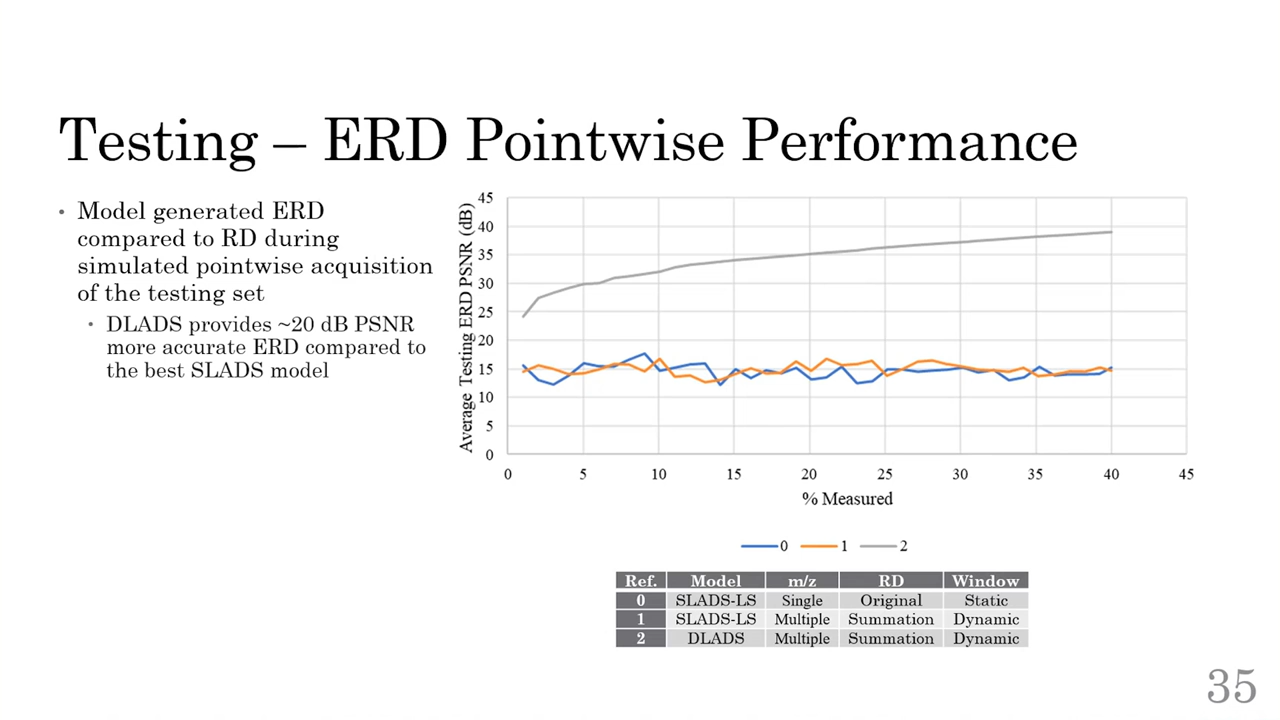 Testing – ERD Pointwise Performance
• Model generated ERD
compared to RD during
simulated pointwise acquisition
of the testing set
• DLADS provides ~20 dB PSNR
more accurate ERD compared to
the best SLADS model
Average Testing ERD PSNR (dB)
45
40
35
30
25
20
15
10
5
0
0 5 10 15 20 25 30 35 40 45
% Measured
0 1 2
Ref. Model m/z RD Window
0 SLADS-LS Single Original Static
1 SLADS-LS Multiple Summation Dynamic
2 DLADS Multiple Summation Dynamic
35